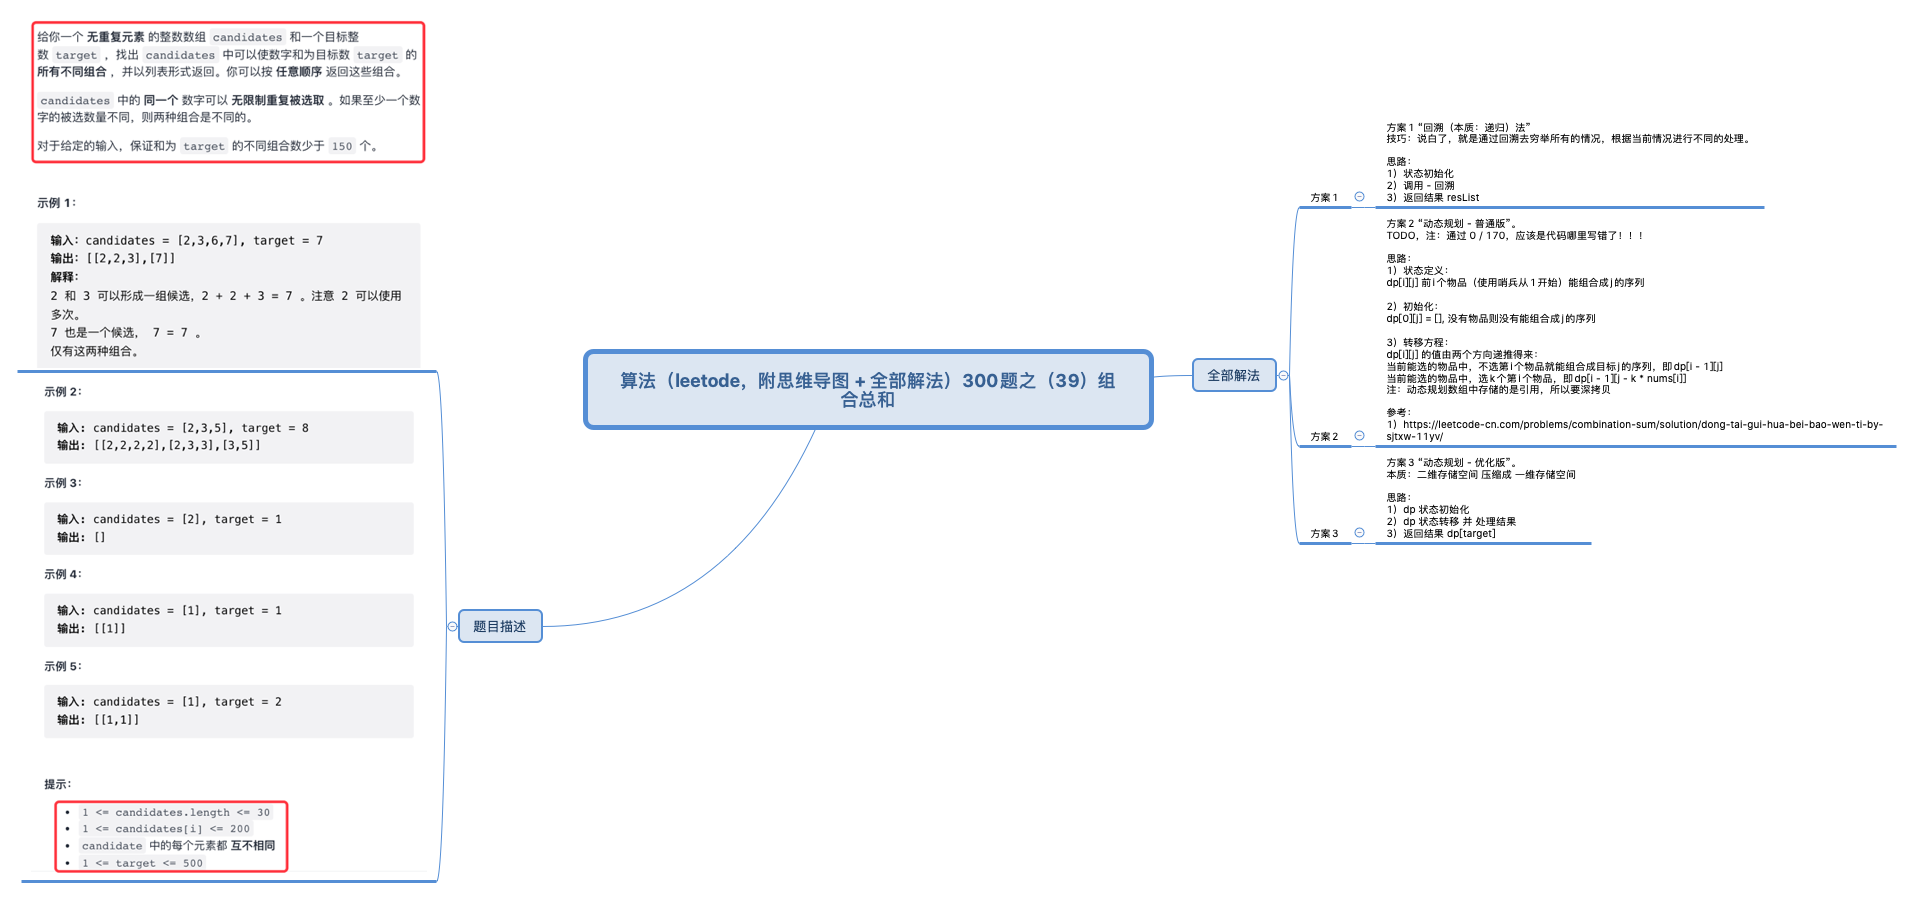 给你一个 无重复元素 的整数数组 candidates 和一个目标整
数 target ，找出 candidates 中可以使数字和为目标数 target 的
所有不同组合 ，并以列表形式返回。你可以按 任意顺序 返回这些组合。
candidates 中的 同一个 数字可以 无限制重复被选取 。如果至少一个数
字的被选数量不同，则两种组合是不同的。
对于给定的输入，保证和为 target 的不同组合数少于 150 个。
示例 1：
输入：candidates = [2,3,6,7], target = 7
输出：[[2,2,3],[7]]
解释：
2 和 3 可以形成一组候选，2 + 2 + 3 = 7 。注意 2 可以使用
多次。
7 也是一个候选， 7 = 7 。
仅有这两种组合。
示例 2：
输入: candidates = [2,3,5], target = 8
输出: [[2,2,2,2],[2,3,3],[3,5]]
示例 3：
输入: candidates = [2], target = 1
输出: []
示例 4：
输入: candidates = [1], target = 1
输出: [[1]]
示例 5：
输入: candidates = [1], target = 2
输出: [[1,1]]
提示：
• 1 <= candidates.length <= 30
• 1 <= candidates[i] <= 200
• candidate 中的每个元素都 互不相同
• 1 <= target <= 500
题目描述
算法（leetode，附思维导图 + 全部解法）300题之（39）组
合总和
全部解法
方案1
方案1 “回溯（本质：递归）法”
技巧：说白了，就是通过回溯去穷举所有的情况，根据当前情况进行不同的处理。
思路：
1）状态初始化
2）调用 - 回溯
3）返回结果 resList
方案2
方案2 “动态规划 - 普通版”。
TODO，注：通过 0 / 170，应该是代码哪里写错了！！！
思路：
1）状态定义：
dp[i][j] 前i个物品（使用哨兵从1开始）能组合成j的序列
2）初始化：
dp[0][j] = [], 没有物品则没有能组合成j的序列
3）转移方程：
dp[i][j] 的值由两个方向递推得来：
当前能选的物品中，不选第i个物品就能组合成目标j的序列，即dp[i - 1][j]
当前能选的物品中，选k个第i个物品，即dp[i - 1][j - k * nums[i]]
注：动态规划数组中存储的是引用，所以要深拷贝
参考：
1）https://leetcode-cn.com/problems/combination-sum/solution/dong-tai-gui-hua-bei-bao-wen-ti-by-
sjtxw-11yv/
方案3
方案3 “动态规划 - 优化版”。
本质：二维存储空间 压缩成 一维存储空间
思路：
1）dp 状态初始化
2）dp 状态转移 并 处理结果
3）返回结果 dp[target]